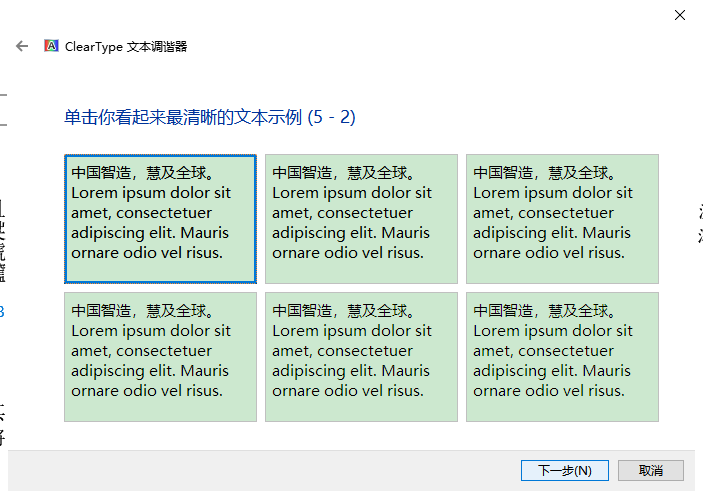 ClearType 文本调谐器
单击你看起来最清晰的文本示例 (5 - 2)
中国智造，慧及全球。
Lorem ipsum dolor sit
amet, consectetuer
adipiscing elit. Mauris
ornare odio vel risus.
中国智造，慧及全球。
Lorem ipsum dolor sit
amet, consectetuer
adipiscing elit. Mauris
ornare odio vel risus.
中国智造，慧及全球。
Lorem ipsum dolor sit
amet, consectetuer
adipiscing elit. Mauris
ornare odio vel risus.
中国智造，慧及全球。
Lorem ipsum dolor sit
amet, consectetuer
adipiscing elit. Mauris
ornare odio vel risus.
中国智造，慧及全球。
Lorem ipsum dolor sit
amet, consectetuer
adipiscing elit. Mauris
ornare odio vel risus.
中国智造，慧及全球。
Lorem ipsum dolor sit
amet, consectetuer
adipiscing elit. Mauris
ornare odio vel risus.
下一步(N)
取消